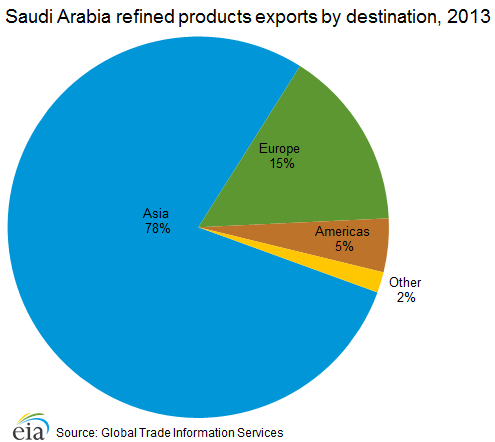 Saudi Arabia refined products exports by destination, 2013
Europe
15%
Asia
78%
Americas
5%
Other
2%
eia
Source: Global Trade Information Services